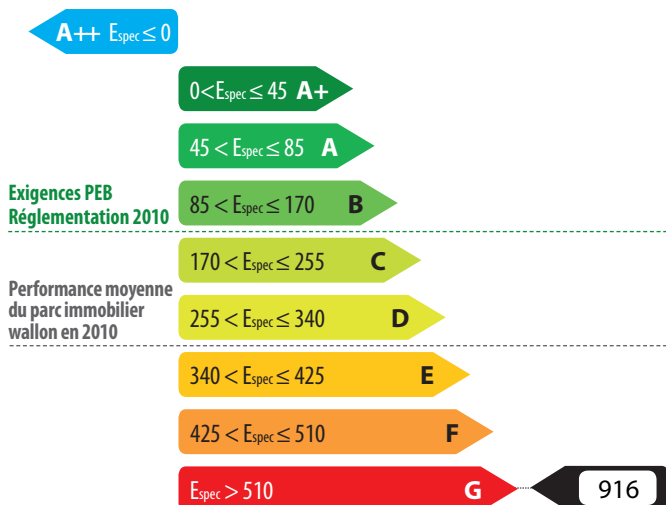 A++ Espec ≤ 0
0<Espec ≤ 45 A+
45 < Espec ≤ 85 A
Exigences PEB
Réglementation 2010
85 < Espec ≤ 170 B
170 < Espec ≤ 255 C
Performance moyenne
du parc immobilier
wallon en 2010
255 < Espec ≤ 340 D
340 < Espec ≤ 425 E
425 < Espec ≤ 510 F
Espec > 510 G 916